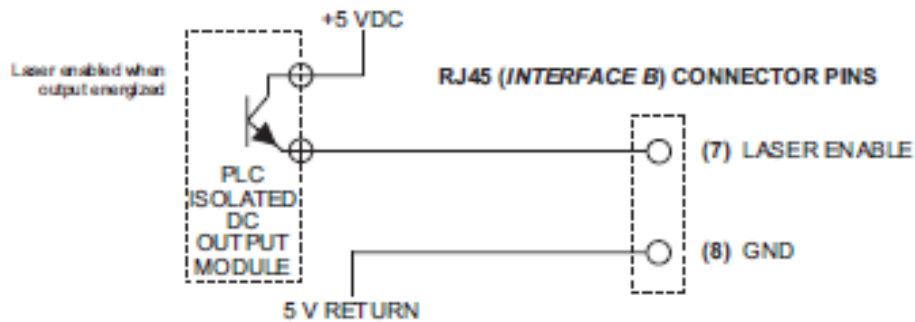 +5 VDC
Laser enabled when
output energized
RJ45 (INTERFACE B) CONNECTOR PINS
(7) LASER ENABLE
PLC
ISOLATED
DC
OUTPUT
MODULE
(8) GND
5 V RETURN